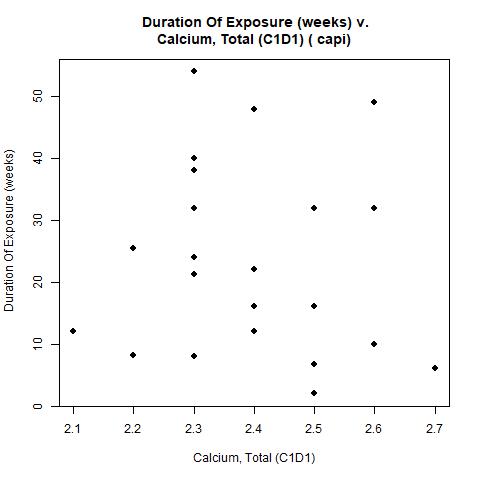 Duration Of Exposure (weeks) v.
Calcium, Total (C1D1) ( capi)
Duration Of Exposure (weeks)
50
40
30
20
10
0
2.1 2.2 2.3 2.4 2.5 2.6 2.7
Calcium, Total (C1D1)